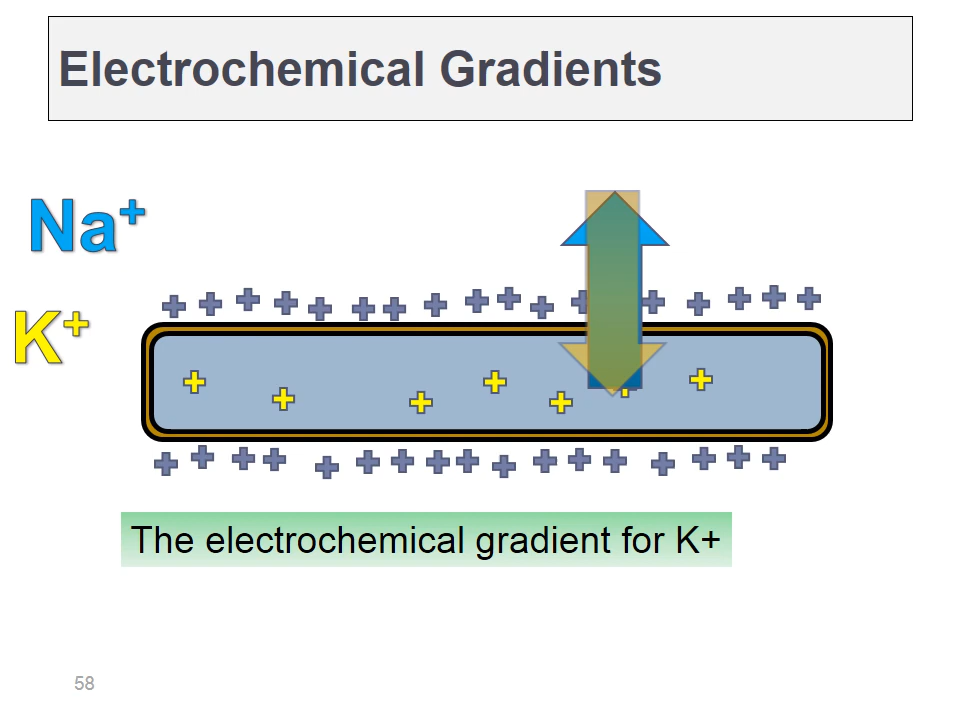 Electrochemical Gradients
Na⁺
K⁺
The electrochemical gradient for K+
58